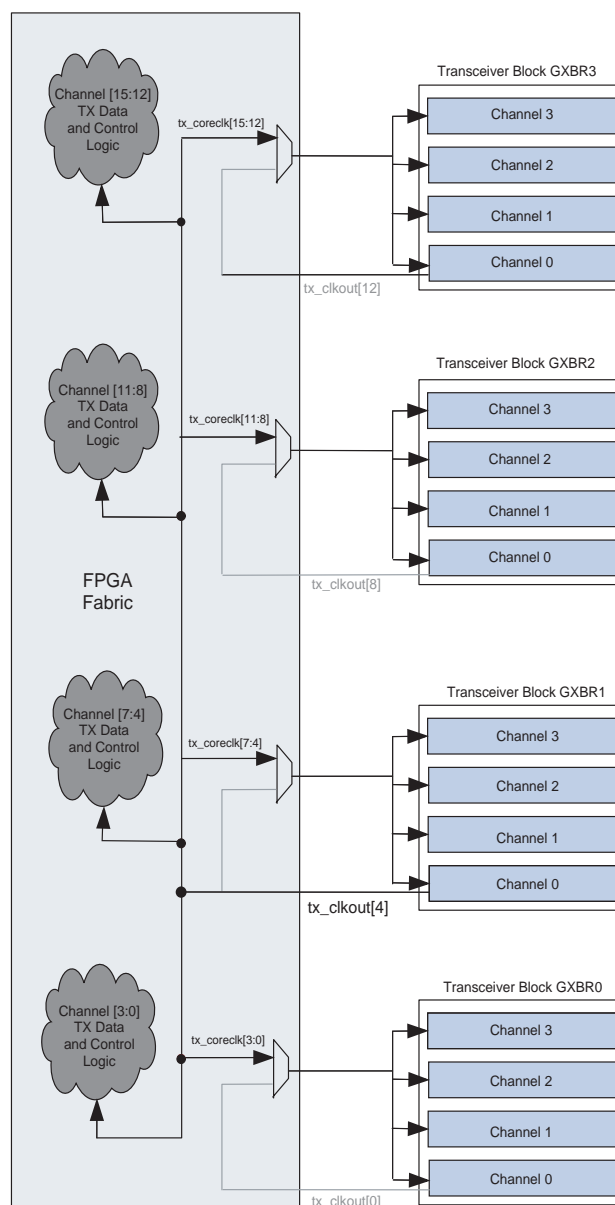 Transceiver Block GXBR3
Channel [15:12]
TX Data
and Control
Logic
tx_coreclk[15:12]
Channel 3
Channel 2
Channel 1
Channel 0
tx_clkout[12]
Transceiver Block GXBR2
Channel [11:8]
TX Data
and Control
Logic
tx_coreclk[11:8]
Channel 3
Channel 2
Channel 1
Channel 0
tx_clkout[8]
FPGA
Fabric
Transceiver Block GXBR1
Channel [7:4]
TX Data
and Control
Logic
tx_coreclk[7:4]
Channel 3
Channel 2
Channel 1
Channel 0
tx_clkout[4]
Transceiver Block GXBR0
Channel [3:0]
TX Data
and Control
Logic
tx_coreclk[3:0]
Channel 3
Channel 2
Channel 1
Channel 0
tx_clkout[0]